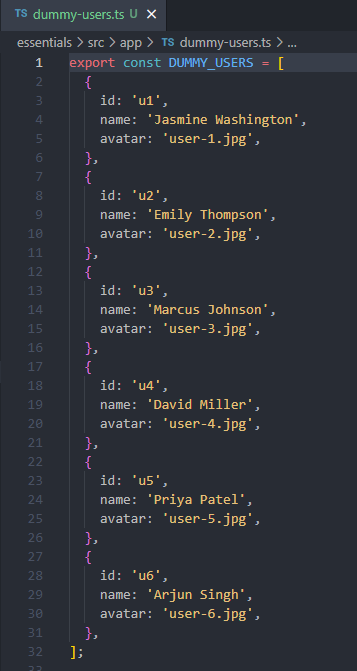 TS dummy-users.ts U ×
essentials > src > app > TS dummy-users.ts > ...
1 export const DUMMY_USERS = [
2 {
3 id: 'u1',
4 name: 'Jasmine Washington',
5 avatar: 'user-1.jpg',
6 },
7 {
8 id: 'u2',
9 name: 'Emily Thompson',
10 avatar: 'user-2.jpg',
11 },
12 {
13 id: 'u3',
14 name: 'Marcus Johnson',
15 avatar: 'user-3.jpg',
16 },
17 {
18 id: 'u4',
19 name: 'David Miller',
20 avatar: 'user-4.jpg',
21 },
22 {
23 id: 'u5',
24 name: 'Priya Patel',
25 avatar: 'user-5.jpg',
26 },
27 {
28 id: 'u6',
29 name: 'Arjun Singh',
30 avatar: 'user-6.jpg',
31 },
32 ];
33